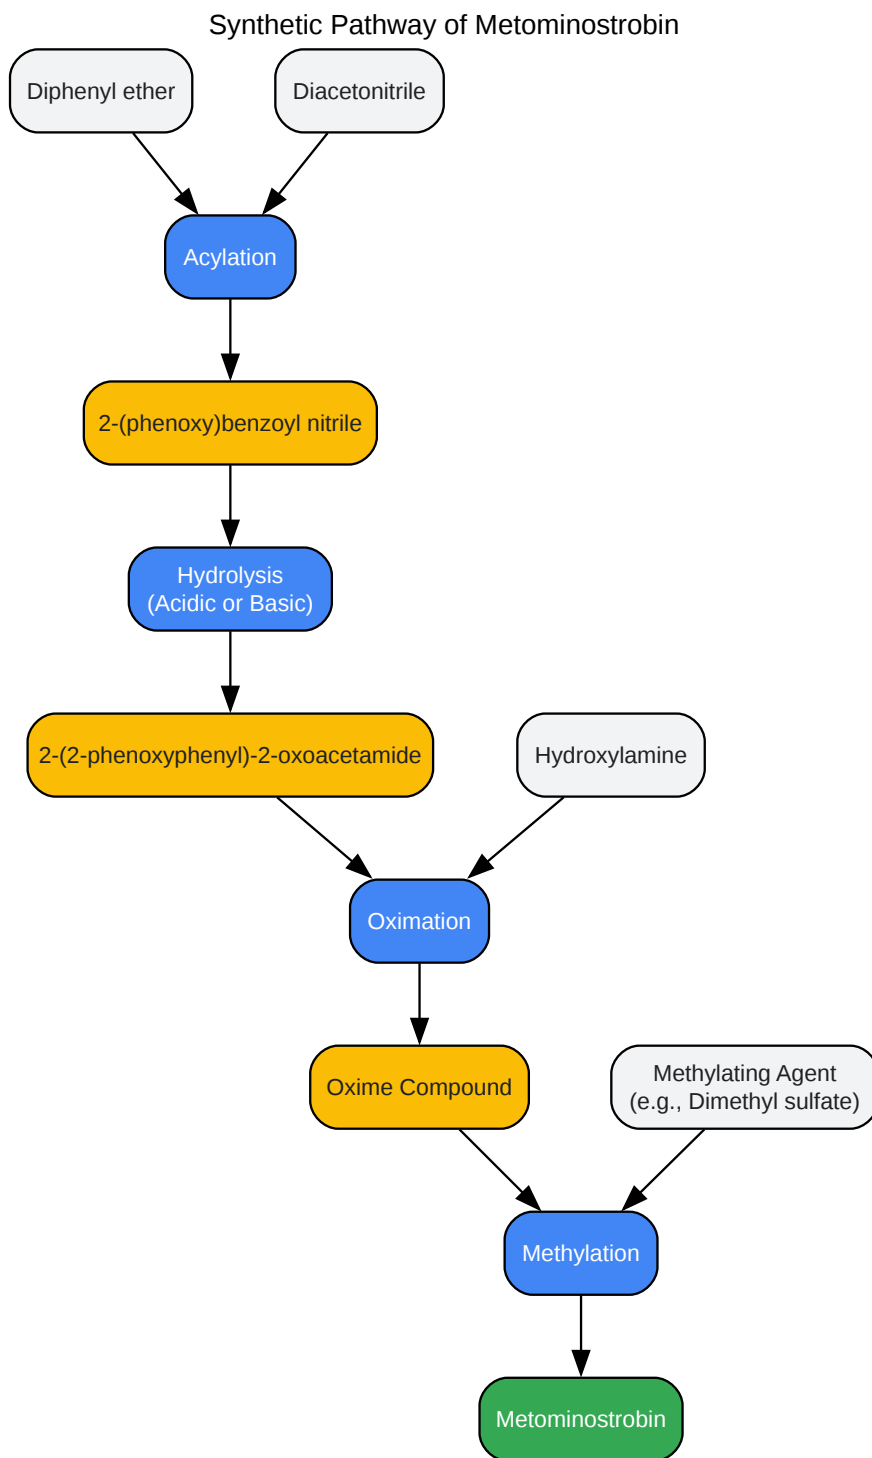 Synthetic Pathway of Metominostrobin
Diphenyl ether
Diacetonitrile
Acylation
2-(phenoxy)benzoyl nitrile
Hydrolysis
(Acidic or Basic)
2-(2-phenoxyphenyl)-2-oxoacetamide
Hydroxylamine
Oximation
Oxime Compound
Methylating Agent
(e.g., Dimethyl sulfate)
Methylation
Metominostrobin